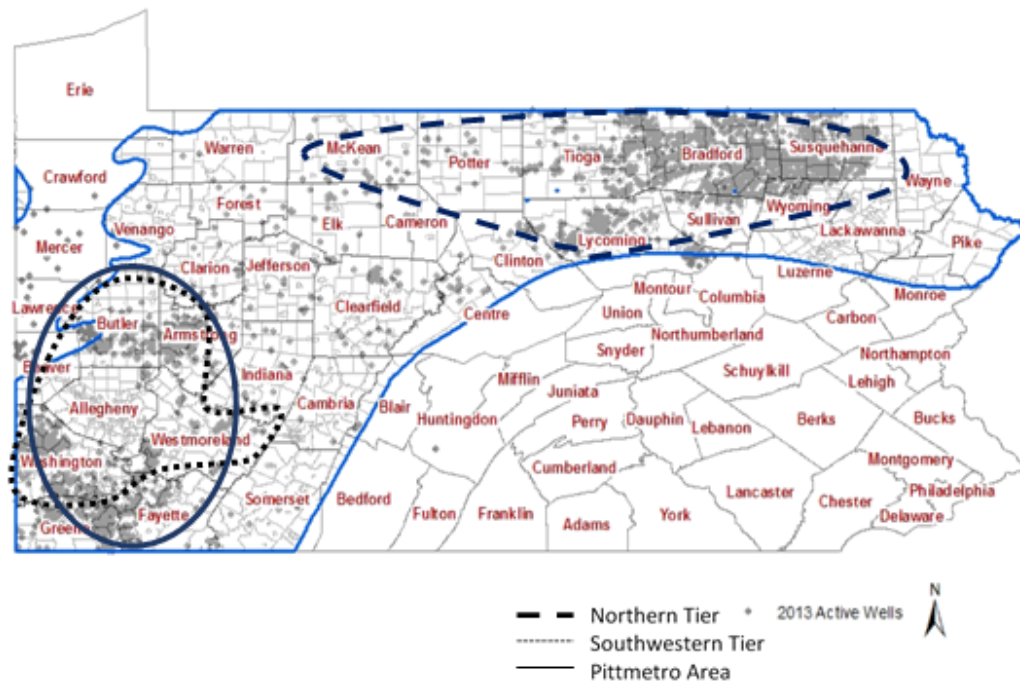 Erie
Warren
McKean
Potter
Tioga
Bradford
Susquehanna
Crawford
Wayne
Forest
Wyoming
Venango
Elk
Cameron
Sullivan
Lycoming
Lackawanna
Mercer
Clinton
Pike
Clarion
Jefferson
Luzerne
Clearfield
Montour
Columbia
Monroe
Lawrence
Centre
Butler
Armstrong
Union
Carbon
Northumberland
Snyder
Northampton
Beaver
Indiana
Mifflin
Schuylkill
Lehigh
Juniata
Allegheny
Cambria
Blair
Huntingdon
Perry
Dauphin
Berks
Bucks
Lebanon
Westmoreland
Washington
Cumberland
Montgomery
Somerset
Bedford
Lancaster
Philadelphia
Fayette
Fulton
Franklin
York
Chester
Greene
Adams
Delaware
N
Northern Tier
2013 Active Wells
Southwestern Tier
Pittmetro Area